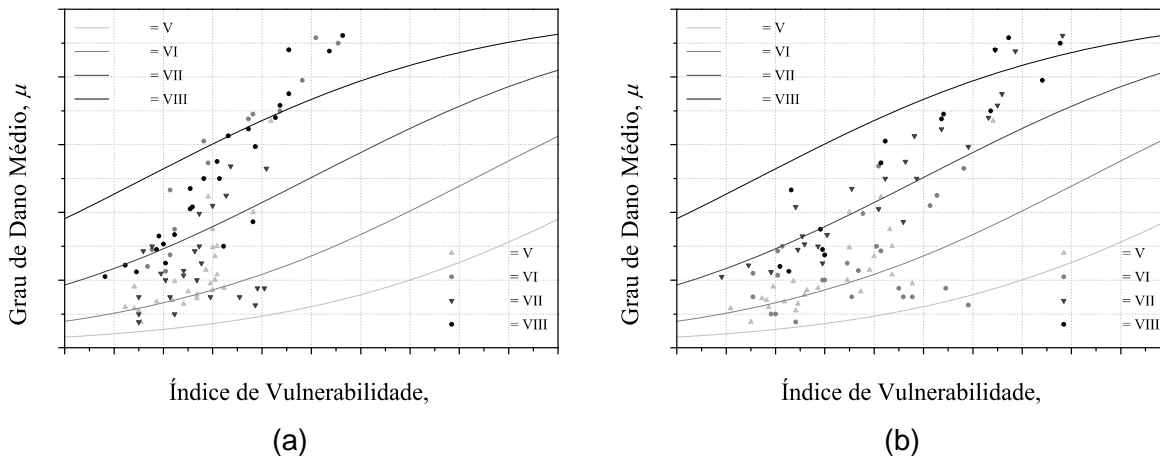 = V
= VI
= VII
= VIII
Grau de Dano Médio, μ
= V
= VI
= VII
= VIII
Índice de Vulnerabilidade,
(a)
= V
= VI
= VII
= VIII
Grau de Dano Médio, μ
= V
= VI
= VII
= VIII
Índice de Vulnerabilidade,
(b)